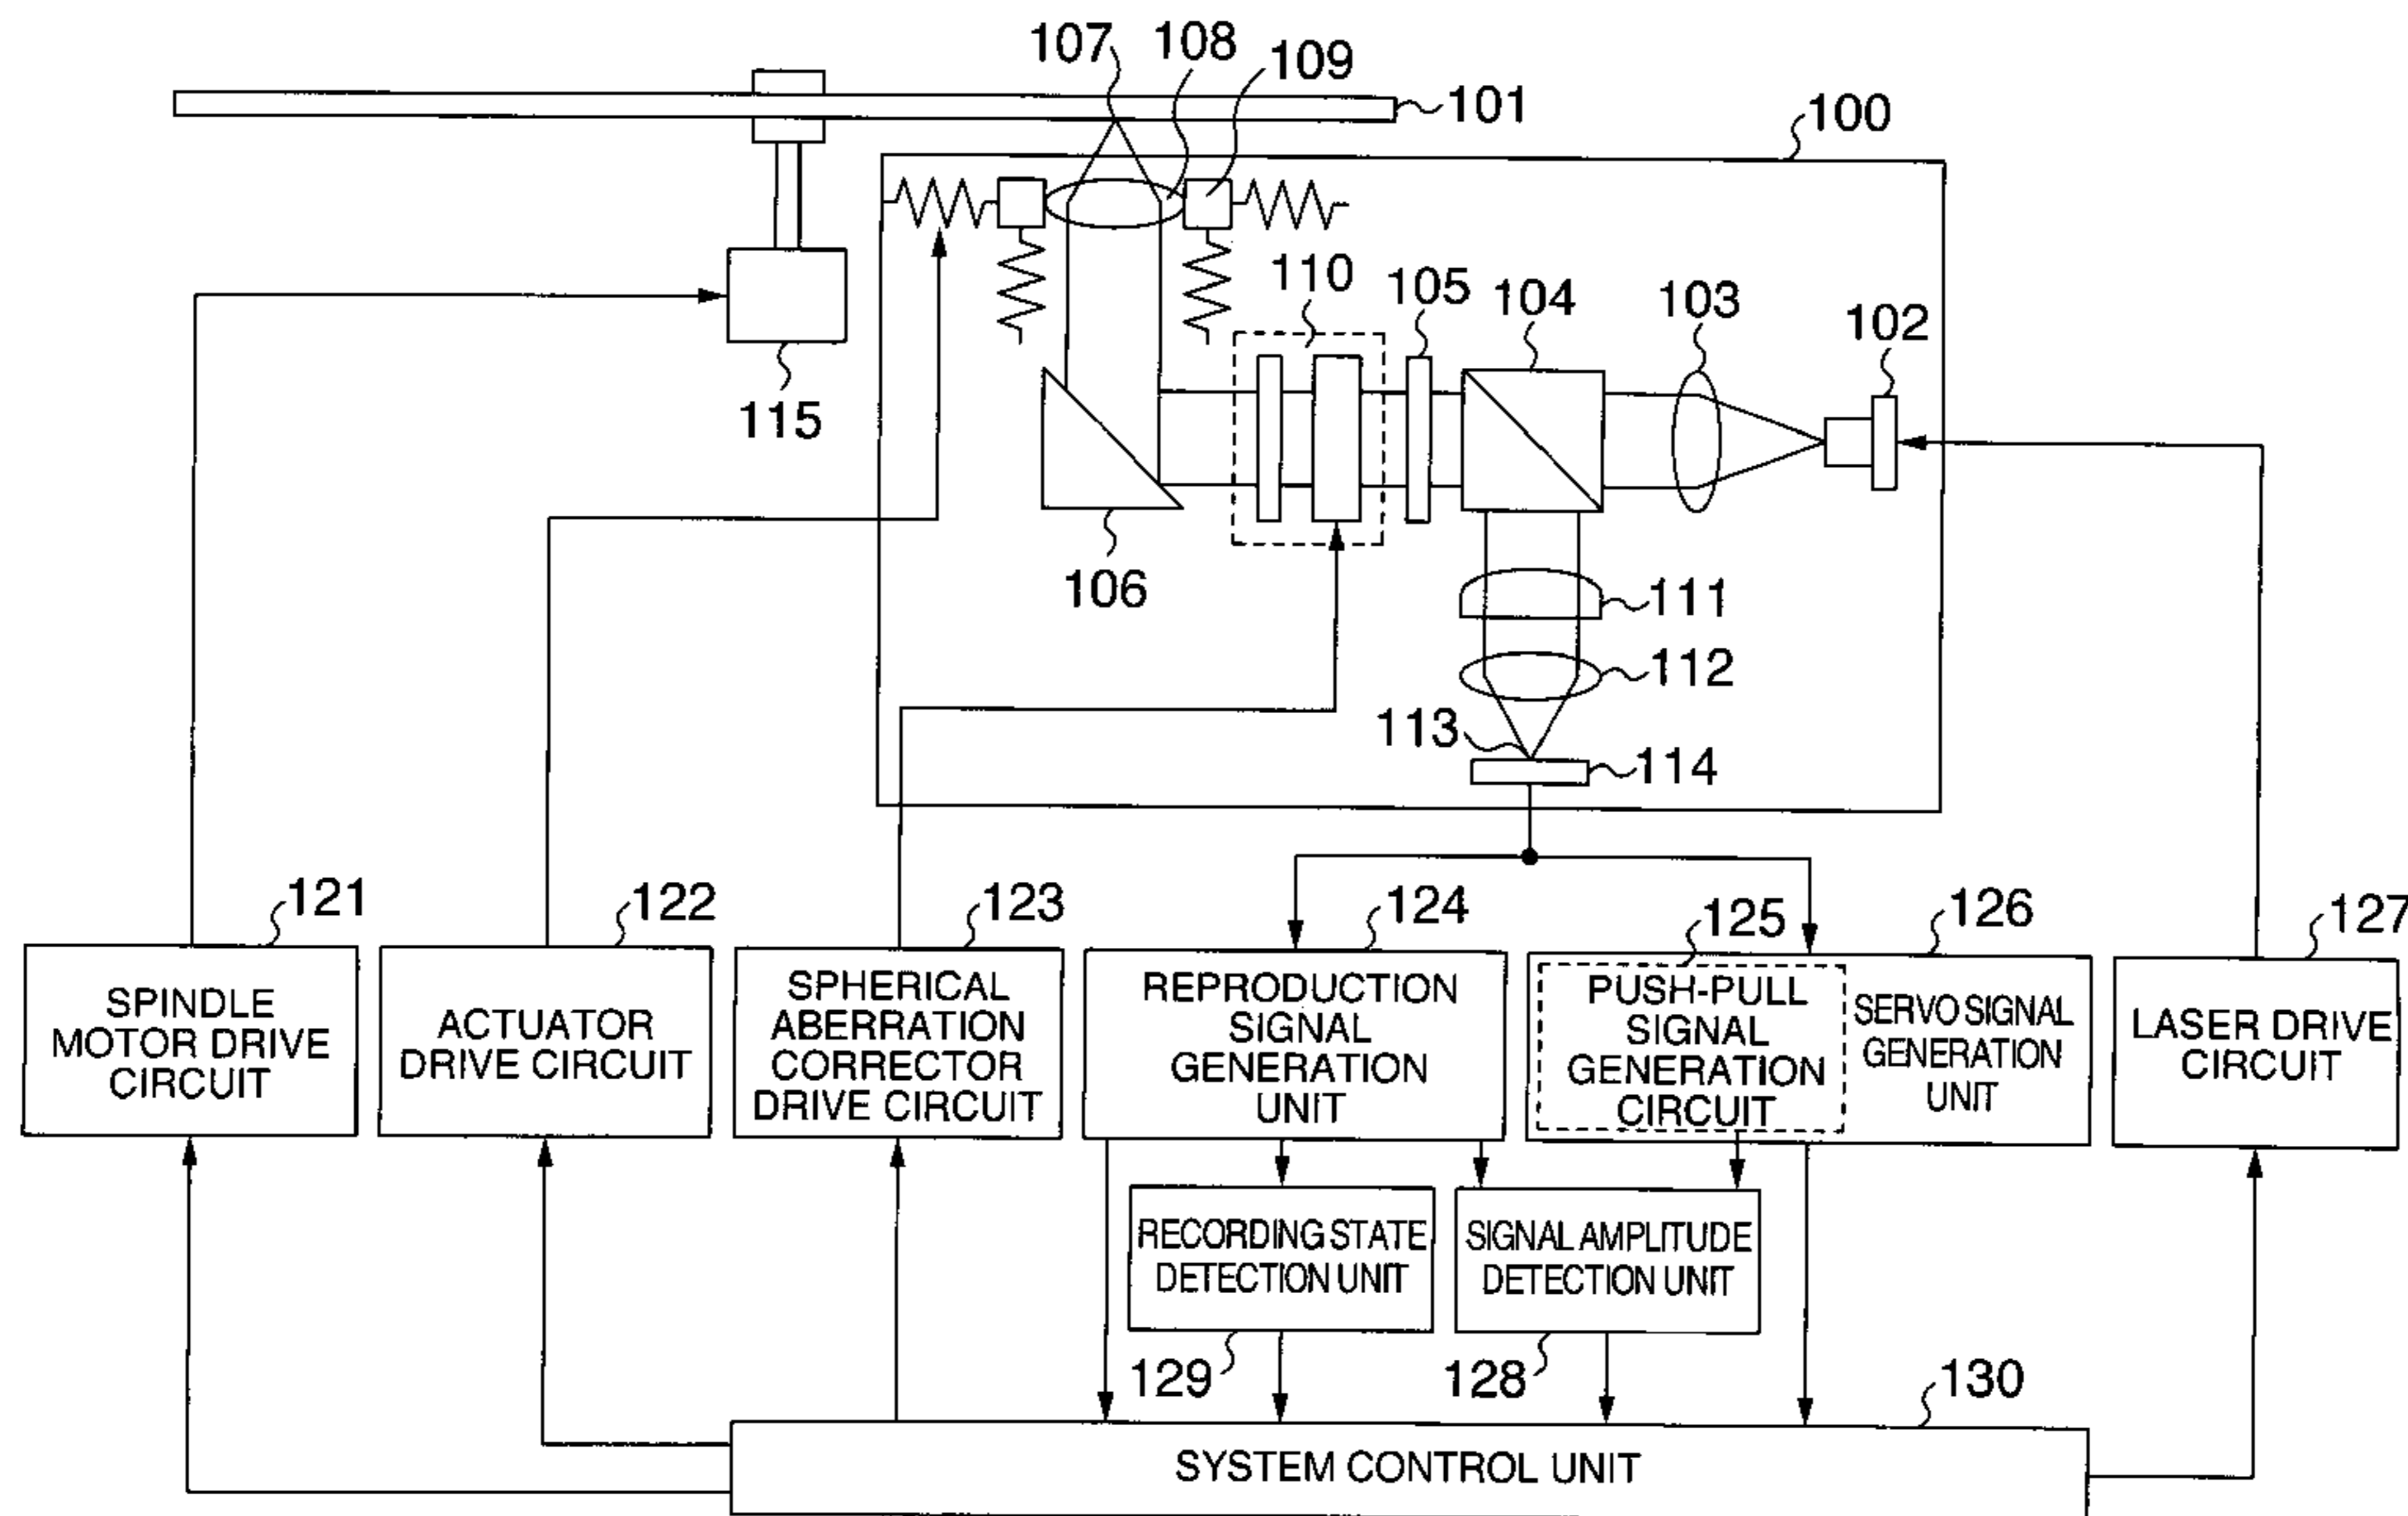 107
108
109
101
100
110
105
104
103
102
115
106
111
112
113
114
121
122
123
124
125
126
127
SPINDLE
MOTOR DRIVE
CIRCUIT
ACTUATOR
DRIVE CIRCUIT
SPHERICAL
ABERRATION
CORRECTOR
DRIVE CIRCUIT
REPRODUCTION
SIGNAL
GENERATION
UNIT
PUSH-PULL
SIGNAL
GENERATION
CIRCUIT
SERVO SIGNAL
GENERATION
UNIT
LASER DRIVE
CIRCUIT
RECORDING STATE
DETECTION UNIT
SIGNAL AMPLITUDE
DETECTION UNIT
129
128
130
SYSTEM CONTROL UNIT